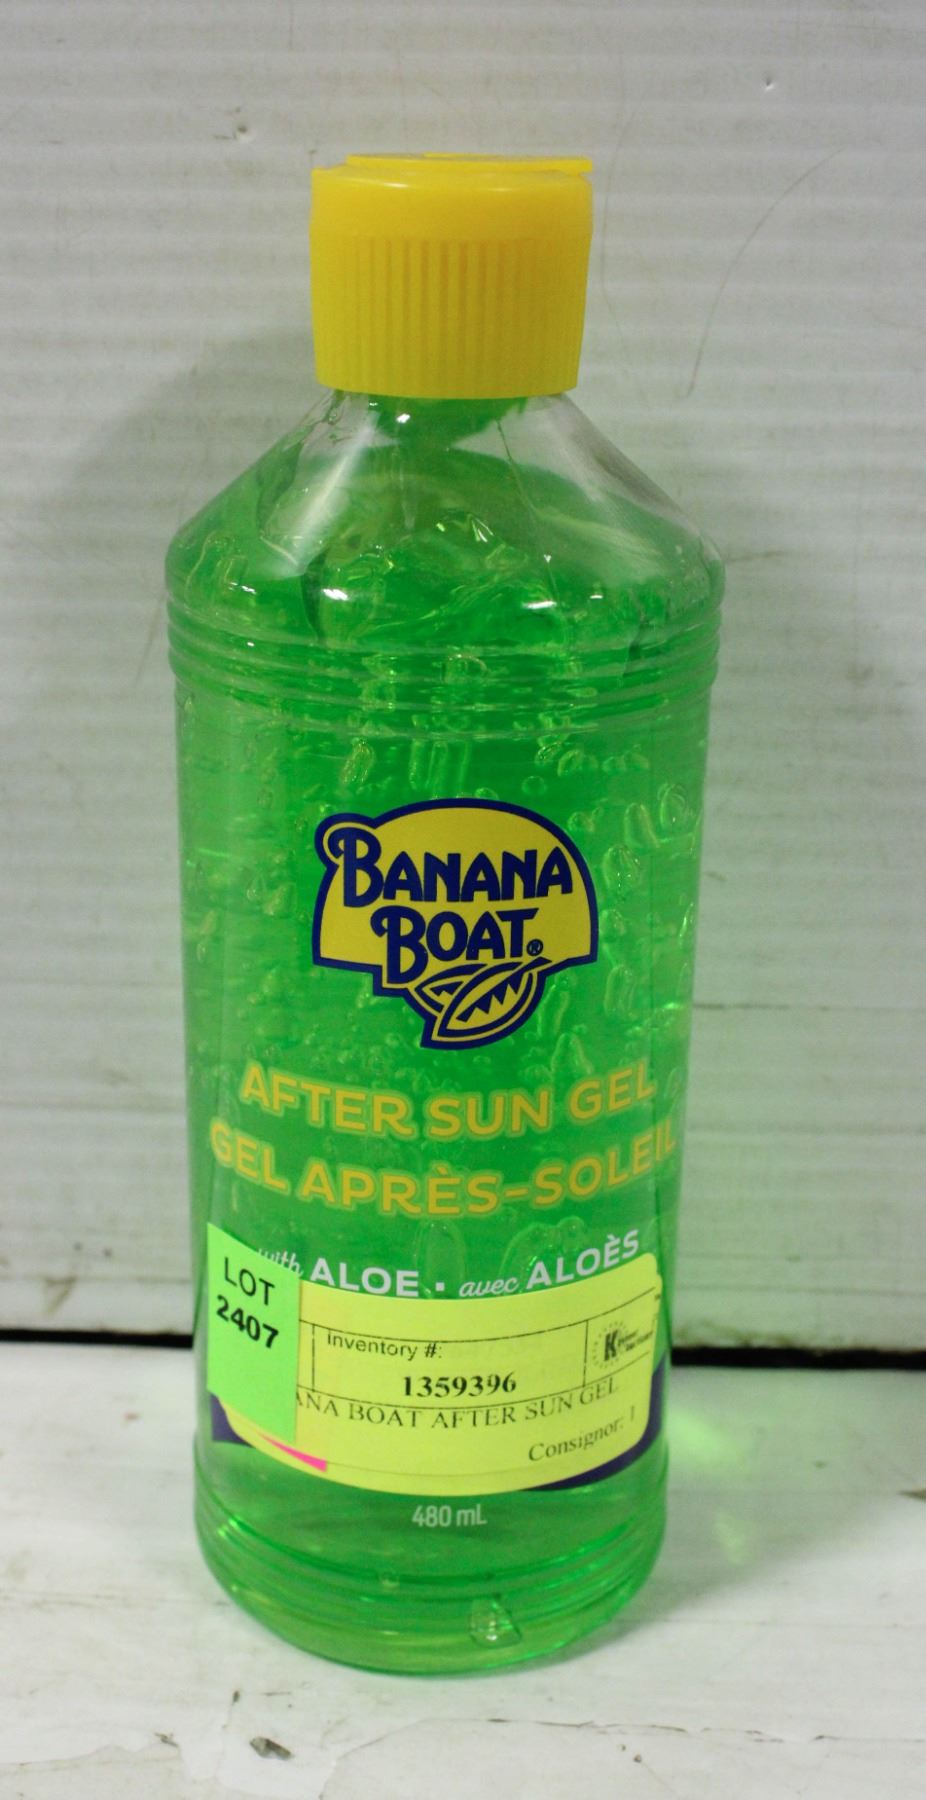 BANANA
BOAT®
AFTER SUN GEL
GEL APRÈS-SOLEIL
with ALOE · avec ALOÈS
LOT
2407
Inventory #:
1359396
ANA BOAT AFTER SUN GEL
Consignor: 1
480 mL